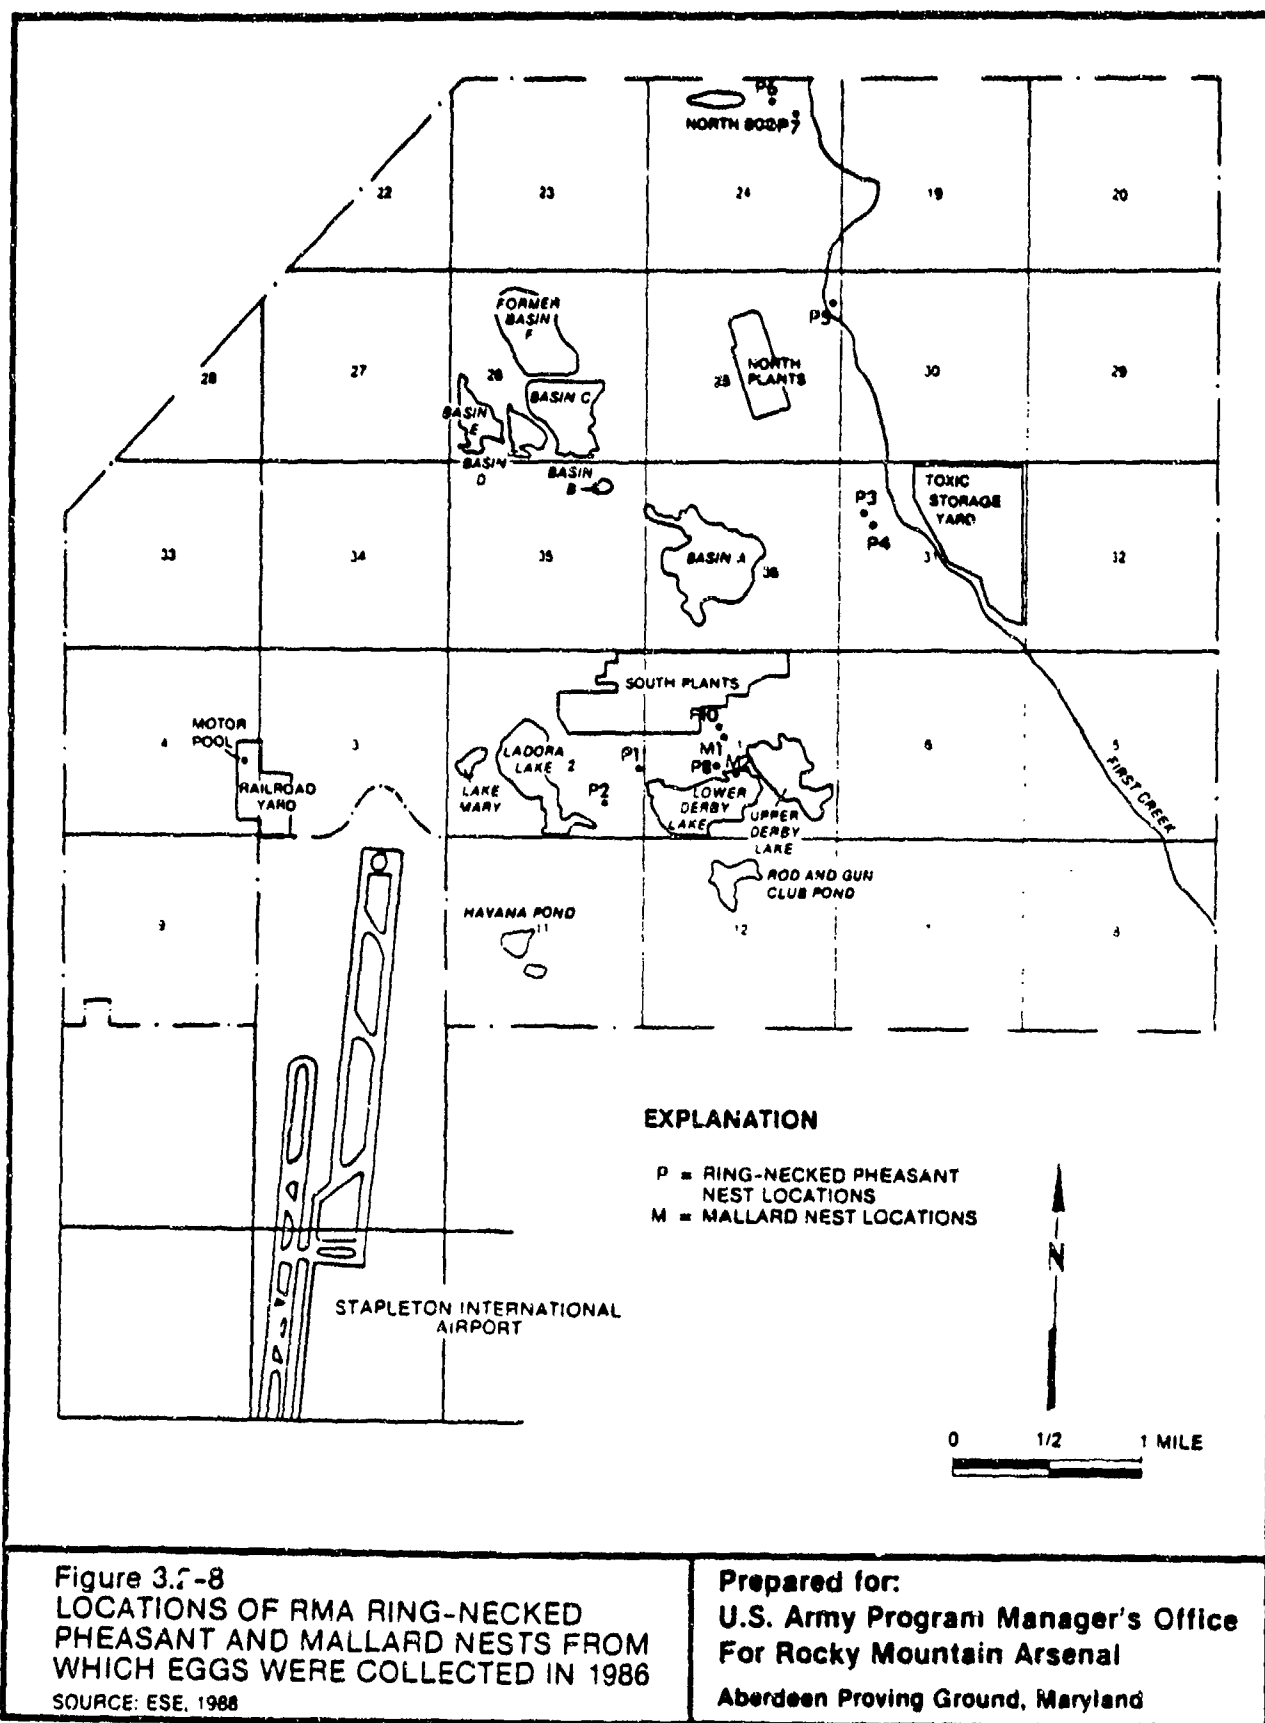 P6
NORTH BOG P7
22
23
24
19
20
FORMER
BASIN
F
P5
28
27
26
BASIN C
25
NORTH
PLANTS
30
29
BASIN
E
BASIN
D
BASIN
B
TOXIC
STORAGE
YARD
P3
P4
33
34
35
BASIN A
36
31
32
SOUTH PLANTS
P10
MOTOR
POOL
4
3
LADORA
LAKE 2
P1
M1
1
P8
M
6
5
FIRST CREEK
RAILROAD
YARD
LAKE
MARY
P2
LOWER
DERBY
LAKE
UPPER
DERBY
LAKE
ROD AND GUN
CLUB POND
HAVANA POND
9
11
12
7
8
EXPLANATION
P = RING-NECKED PHEASANT
NEST LOCATIONS
M = MALLARD NEST LOCATIONS
N
STAPLETON INTERNATIONAL
AIRPORT
0 1/2 1 MILE
Figure 3.2-8
LOCATIONS OF RMA RING-NECKED
PHEASANT AND MALLARD NESTS FROM
WHICH EGGS WERE COLLECTED IN 1986
SOURCE: ESE, 1988
Prepared for:
U.S. Army Program Manager's Office
For Rocky Mountain Arsenal
Aberdeen Proving Ground, Maryland